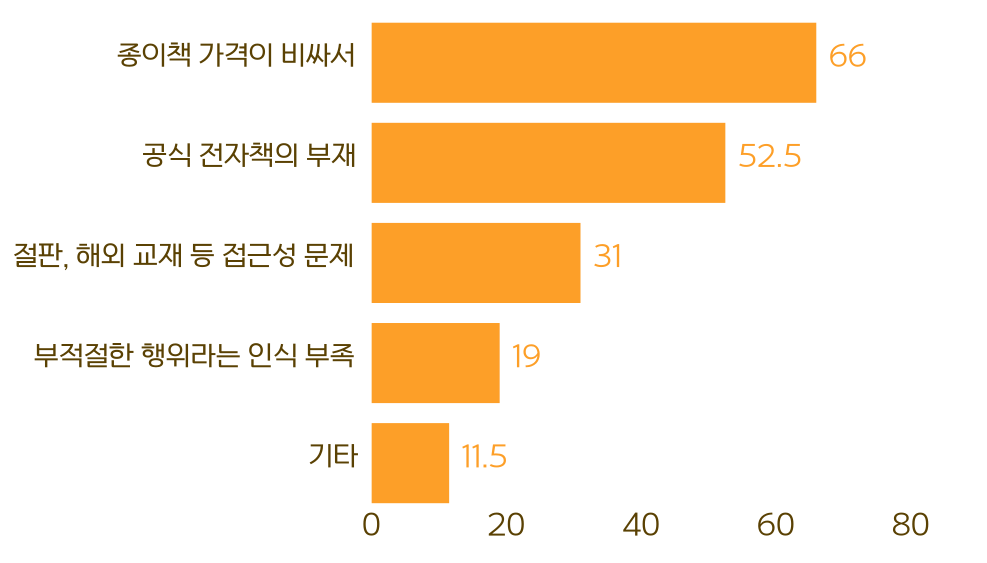 종이책 가격이 비싸서 66
공식 전자책의 부재 52.5
절판, 해외 교재 등 접근성 문제 31
부적절한 행위라는 인식 부족 19
기타 11.5
0 20 40 60 80